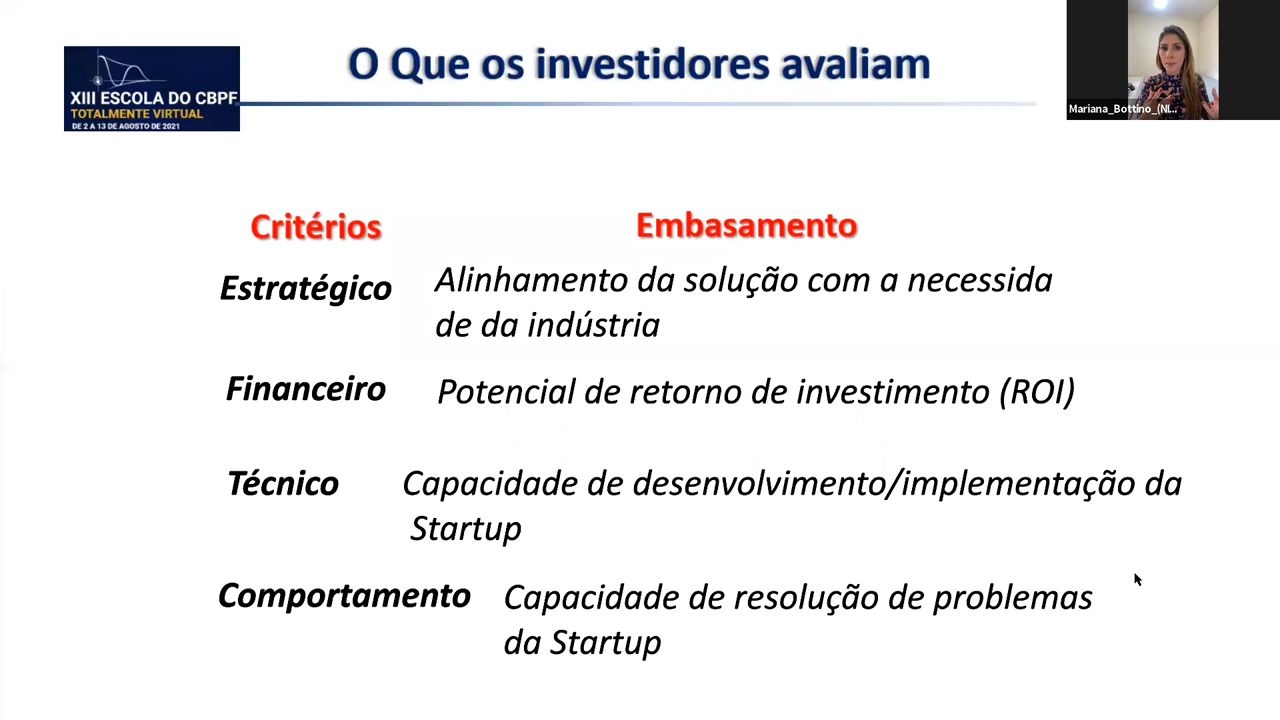 O Que os investidores avaliam
XIII ESCOLA DO CBPF
TOTALMENTE VIRTUAL
DE 2 A 13 DE AGOSTO DE 2021
Mariana_Bottino_(NI...
Critérios Embasamento
Estratégico Alinhamento da solução com a necessida
de da indústria
Financeiro Potencial de retorno de investimento (ROI)
Técnico Capacidade de desenvolvimento/implementação da
Startup
Comportamento Capacidade de resolução de problemas
da Startup